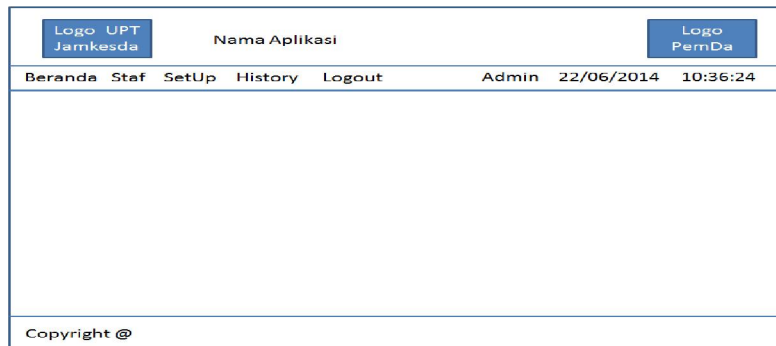 Logo UPT
Jamkesda
Nama Aplikasi
Logo
PemDa
Beranda Staf SetUp History Logout Admin 22/06/2014 10:36:24
Copyright @